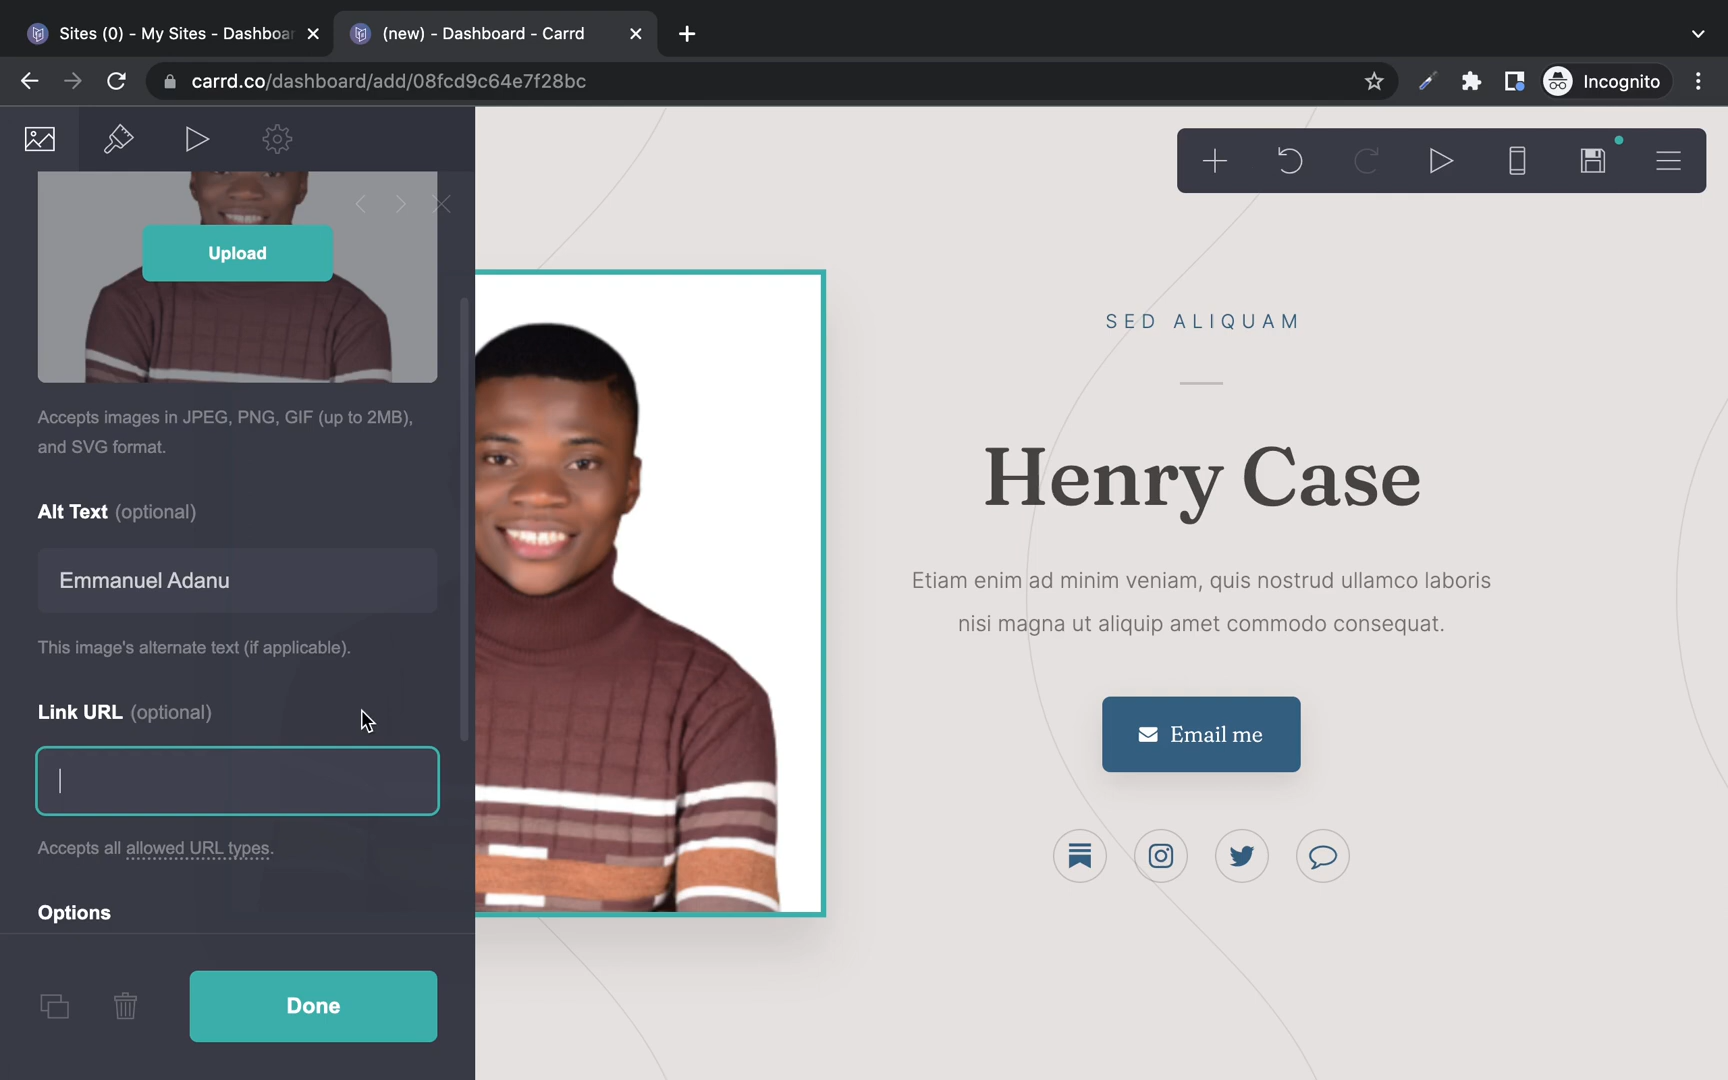 Sites (0) - My Sites - Dashboar
(new) - Dashboard - Carrd
carrd.co/dashboard/add/08fcd9c64e7f28bc
Incognito
Upload
Accepts images in JPEG, PNG, GIF (up to 2MB),
and SVG format.
Alt Text (optional)
Emmanuel Adanu
This image's alternate text (if applicable).
Link URL (optional)
Accepts all allowed URL types.
Options
Done
SED ALIQUAM
Henry Case
Etiam enim ad minim veniam, quis nostrud ullamco laboris
nisi magna ut aliquip amet commodo consequat.
Email me